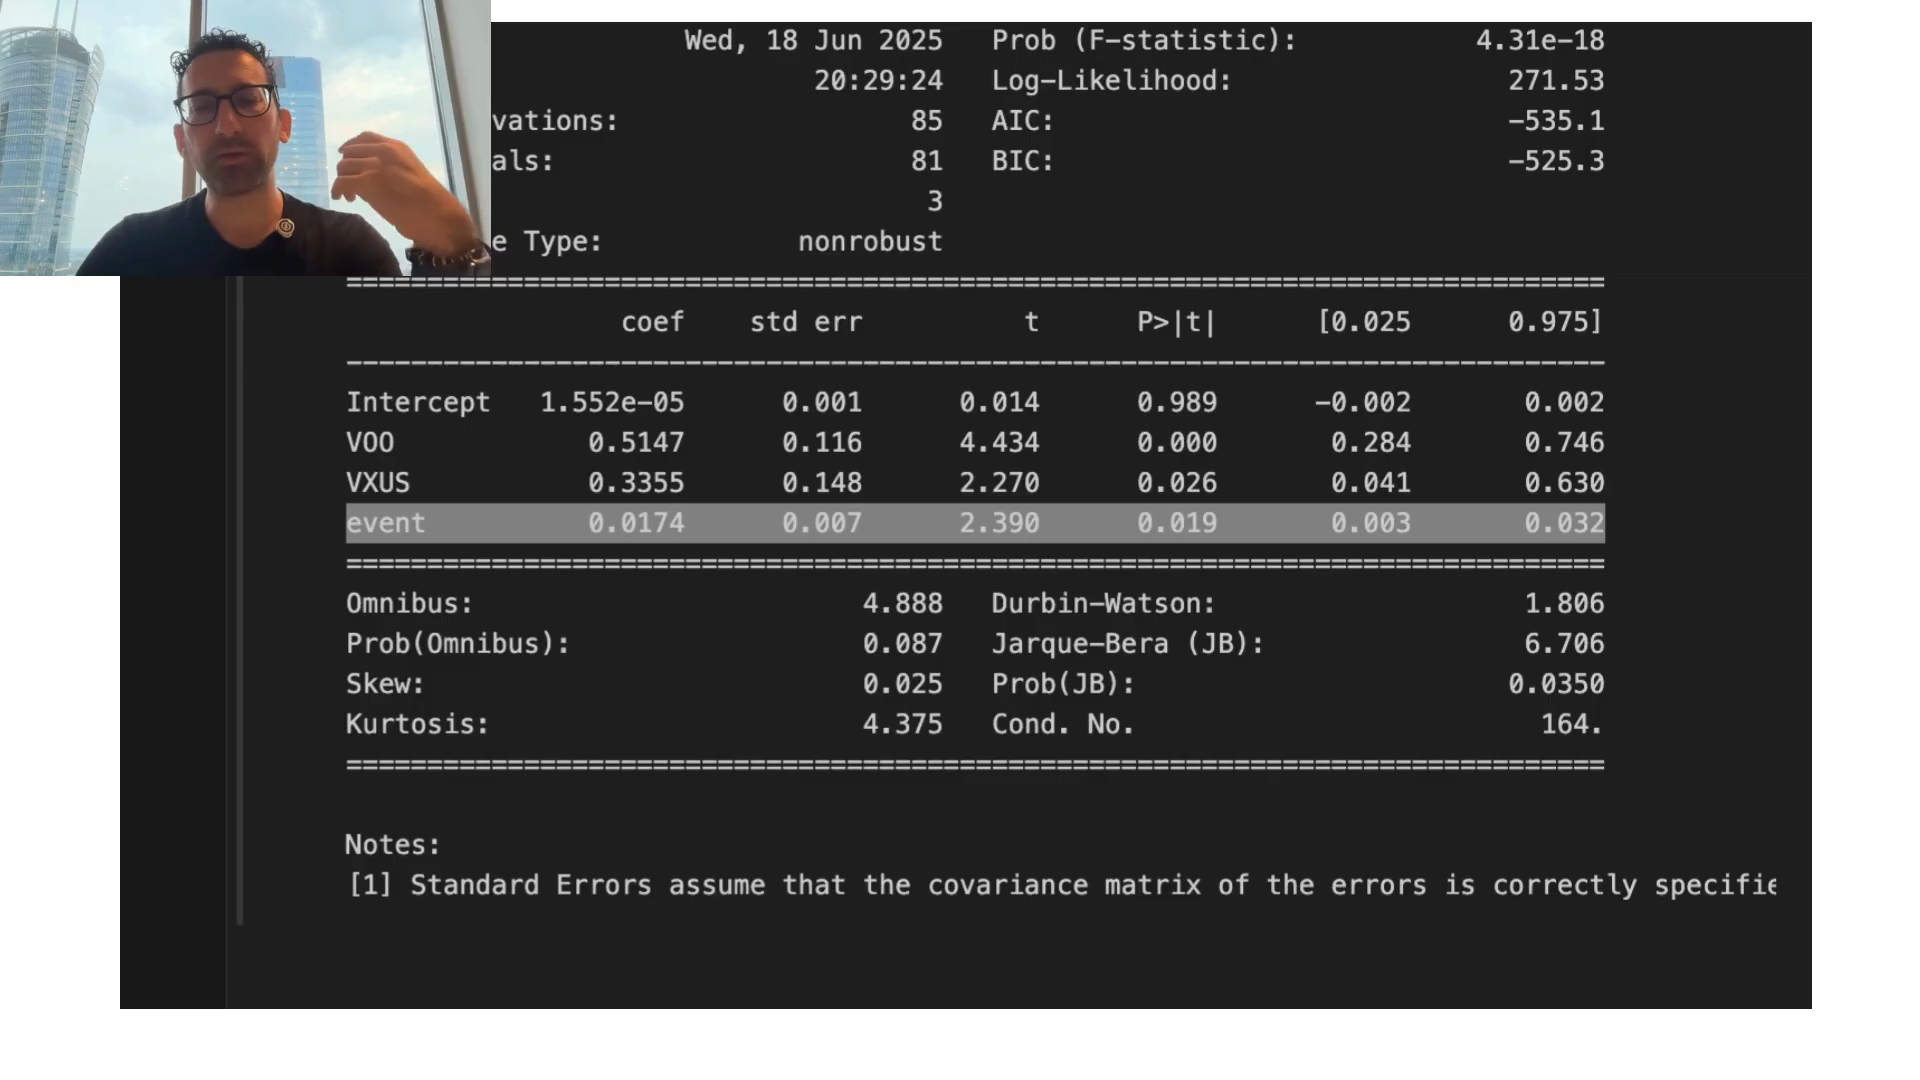 Wed, 18 Jun 2025 Prob (F-statistic): 4.31e-18
20:29:24 Log-Likelihood: 271.53
vations: 85 AIC: -535.1
als: 81 BIC: -525.3
3
e Type: nonrobust
==============================================================================
coef std err t P>|t| [0.025 0.975]
------------------------------------------------------------------------------
Intercept 1.552e-05 0.001 0.014 0.989 -0.002 0.002
VOO 0.5147 0.116 4.434 0.000 0.284 0.746
VXUS 0.3355 0.148 2.270 0.026 0.041 0.630
event 0.0174 0.007 2.390 0.019 0.003 0.032
==============================================================================
Omnibus: 4.888 Durbin-Watson: 1.806
Prob(Omnibus): 0.087 Jarque-Bera (JB): 6.706
Skew: 0.025 Prob(JB): 0.0350
Kurtosis: 4.375 Cond. No. 164.
==============================================================================
Notes:
[1] Standard Errors assume that the covariance matrix of the errors is correctly specifie